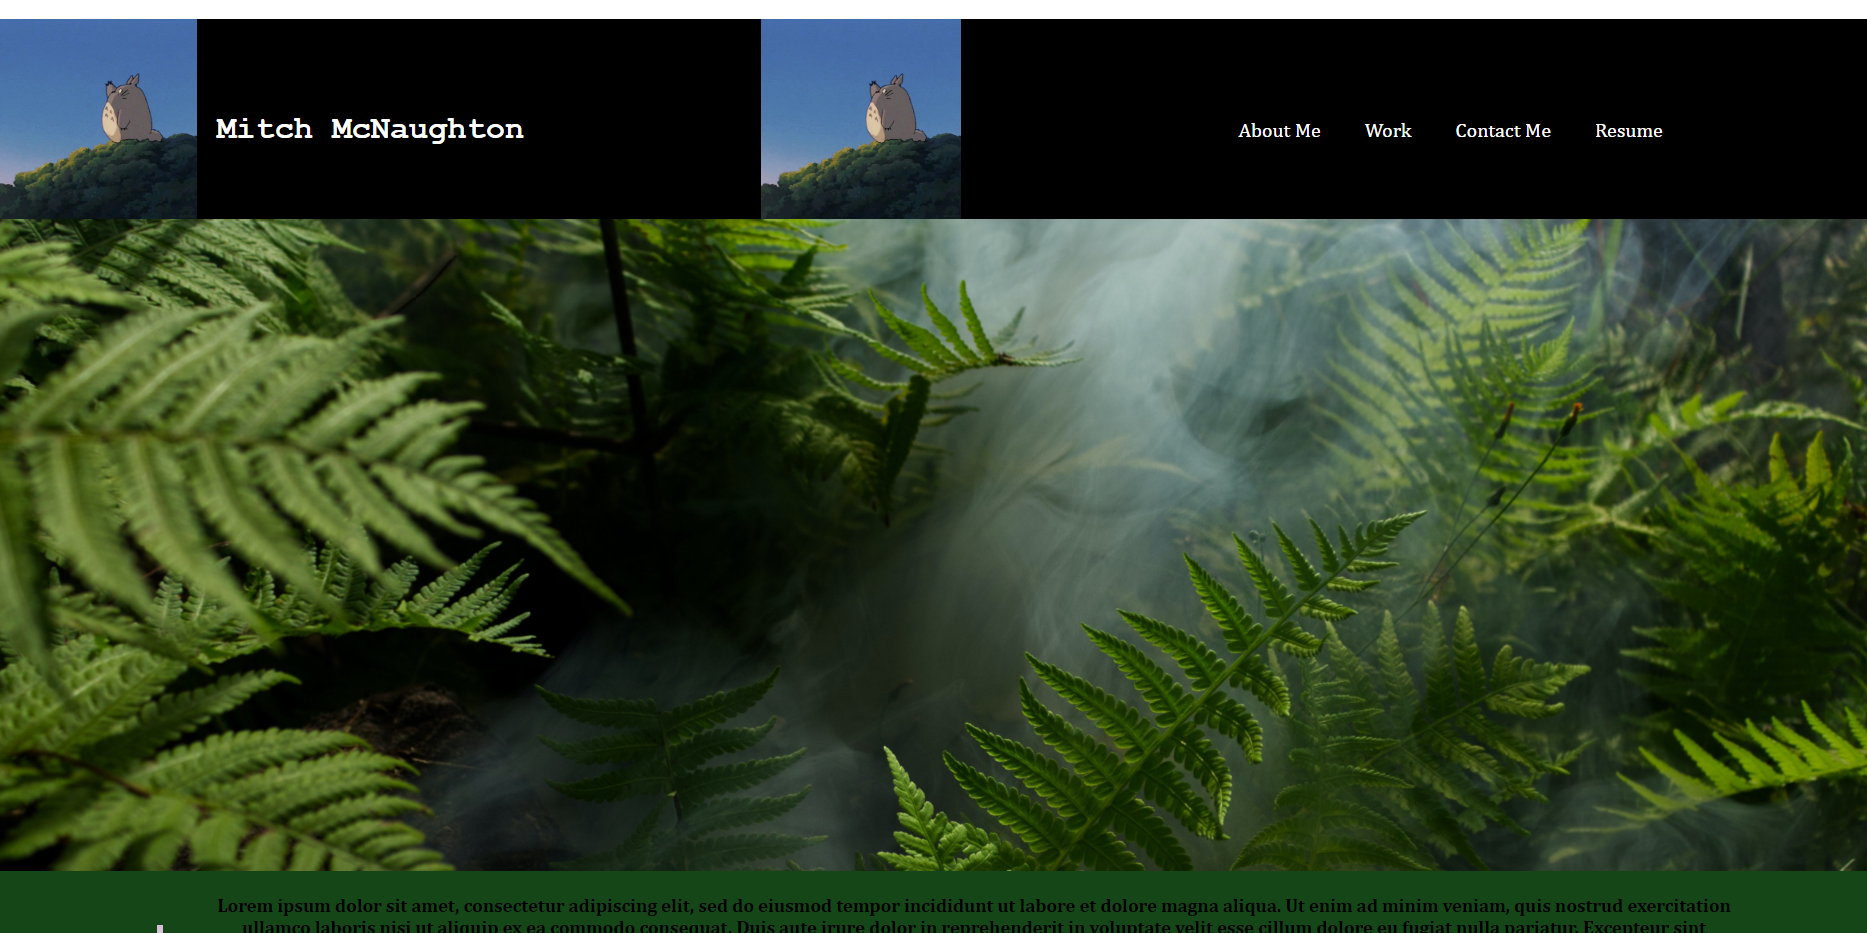 Mitch McNaughton
About Me Work Contact Me Resume
Lorem ipsum dolor sit amet, consectetur adipiscing elit, sed do eiusmod tempor incididunt ut labore et dolore magna aliqua. Ut enim ad minim veniam, quis nostrud exercitation
ullamco laboris nisi ut aliquip ex ea commodo consequat. Duis aute irure dolor in reprehenderit in voluptate velit esse cillum dolore eu fugiat nulla pariatur. Excepteur sint